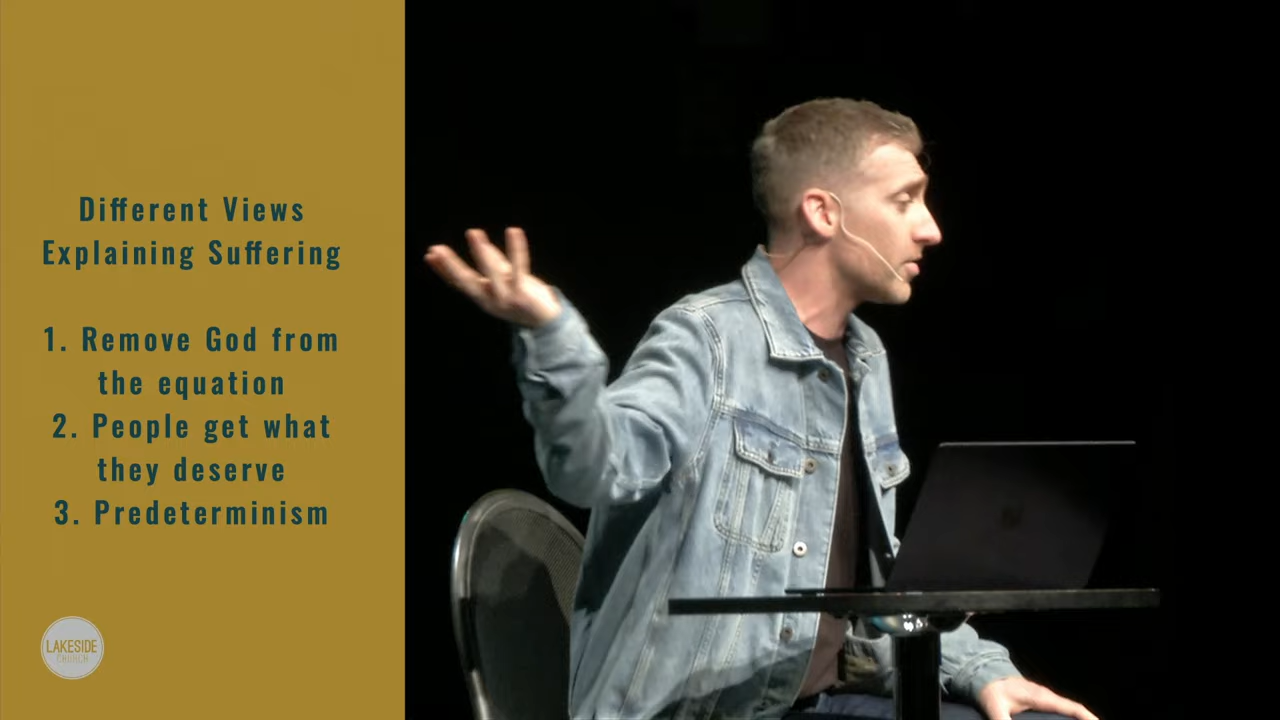 Different Views
Explaining Suffering
1. Remove God from
the equation
2. People get what
they deserve
3. Predeterminism
LAKESIDE
CHURCH